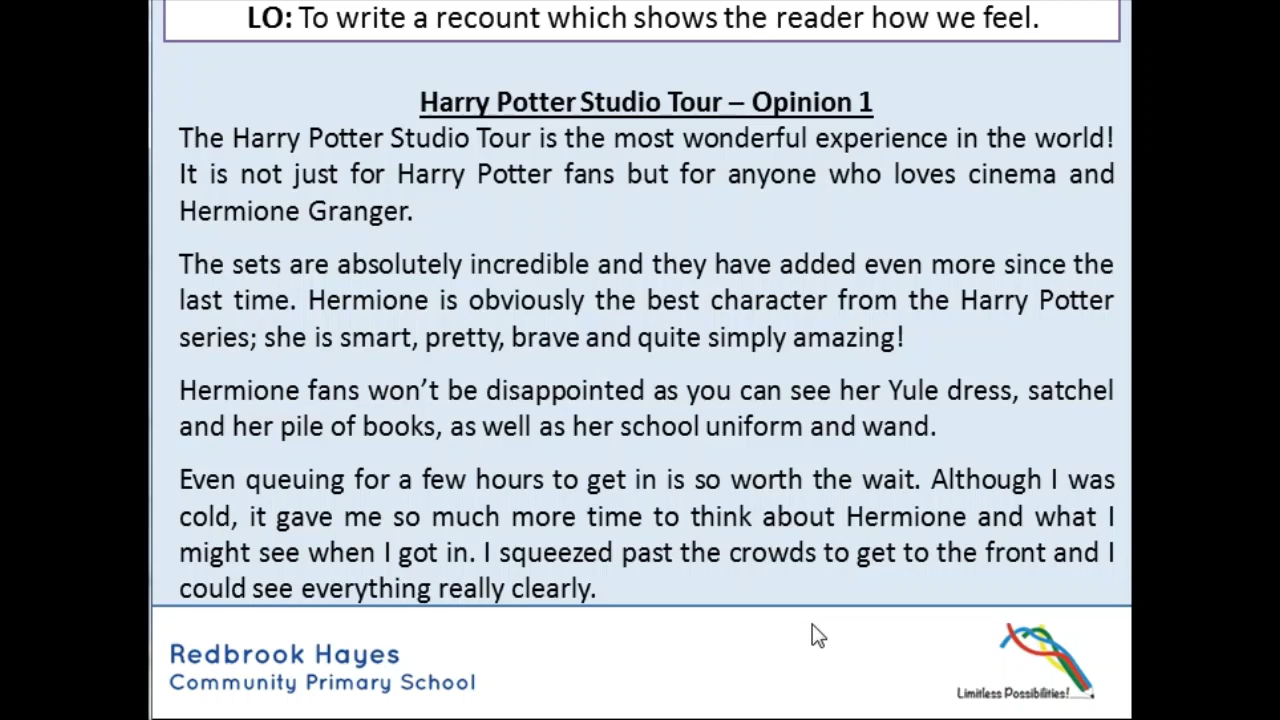 LO: To write a recount which shows the reader how we feel.
Harry Potter Studio Tour – Opinion 1
The Harry Potter Studio Tour is the most wonderful experience in the world!
It is not just for Harry Potter fans but for anyone who loves cinema and
Hermione Granger.
The sets are absolutely incredible and they have added even more since the
last time. Hermione is obviously the best character from the Harry Potter
series; she is smart, pretty, brave and quite simply amazing!
Hermione fans won’t be disappointed as you can see her Yule dress, satchel
and her pile of books, as well as her school uniform and wand.
Even queuing for a few hours to get in is so worth the wait. Although I was
cold, it gave me so much more time to think about Hermione and what I
might see when I got in. I squeezed past the crowds to get to the front and I
could see everything really clearly.
Redbrook Hayes
Community Primary School
Limitless Possibilities!......